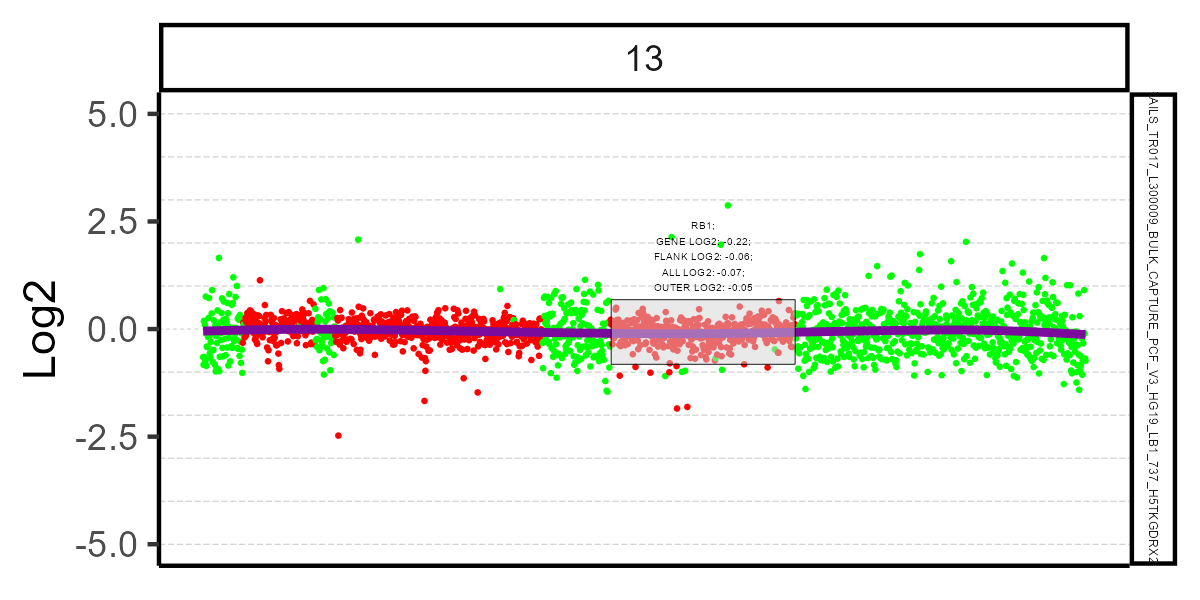 13
Log2
5.0
2.5
0.0
-2.5
-5.0
RB1;
GENE LOG2: -0.22;
FLANK LOG2: -0.06;
ALL LOG2: -0.07;
OUTER LOG2: -0.05
AILS_TR017_L300009_BULK_CAPTURE_PCF_V3_HG19_LB1_737_H5TKGDRX2